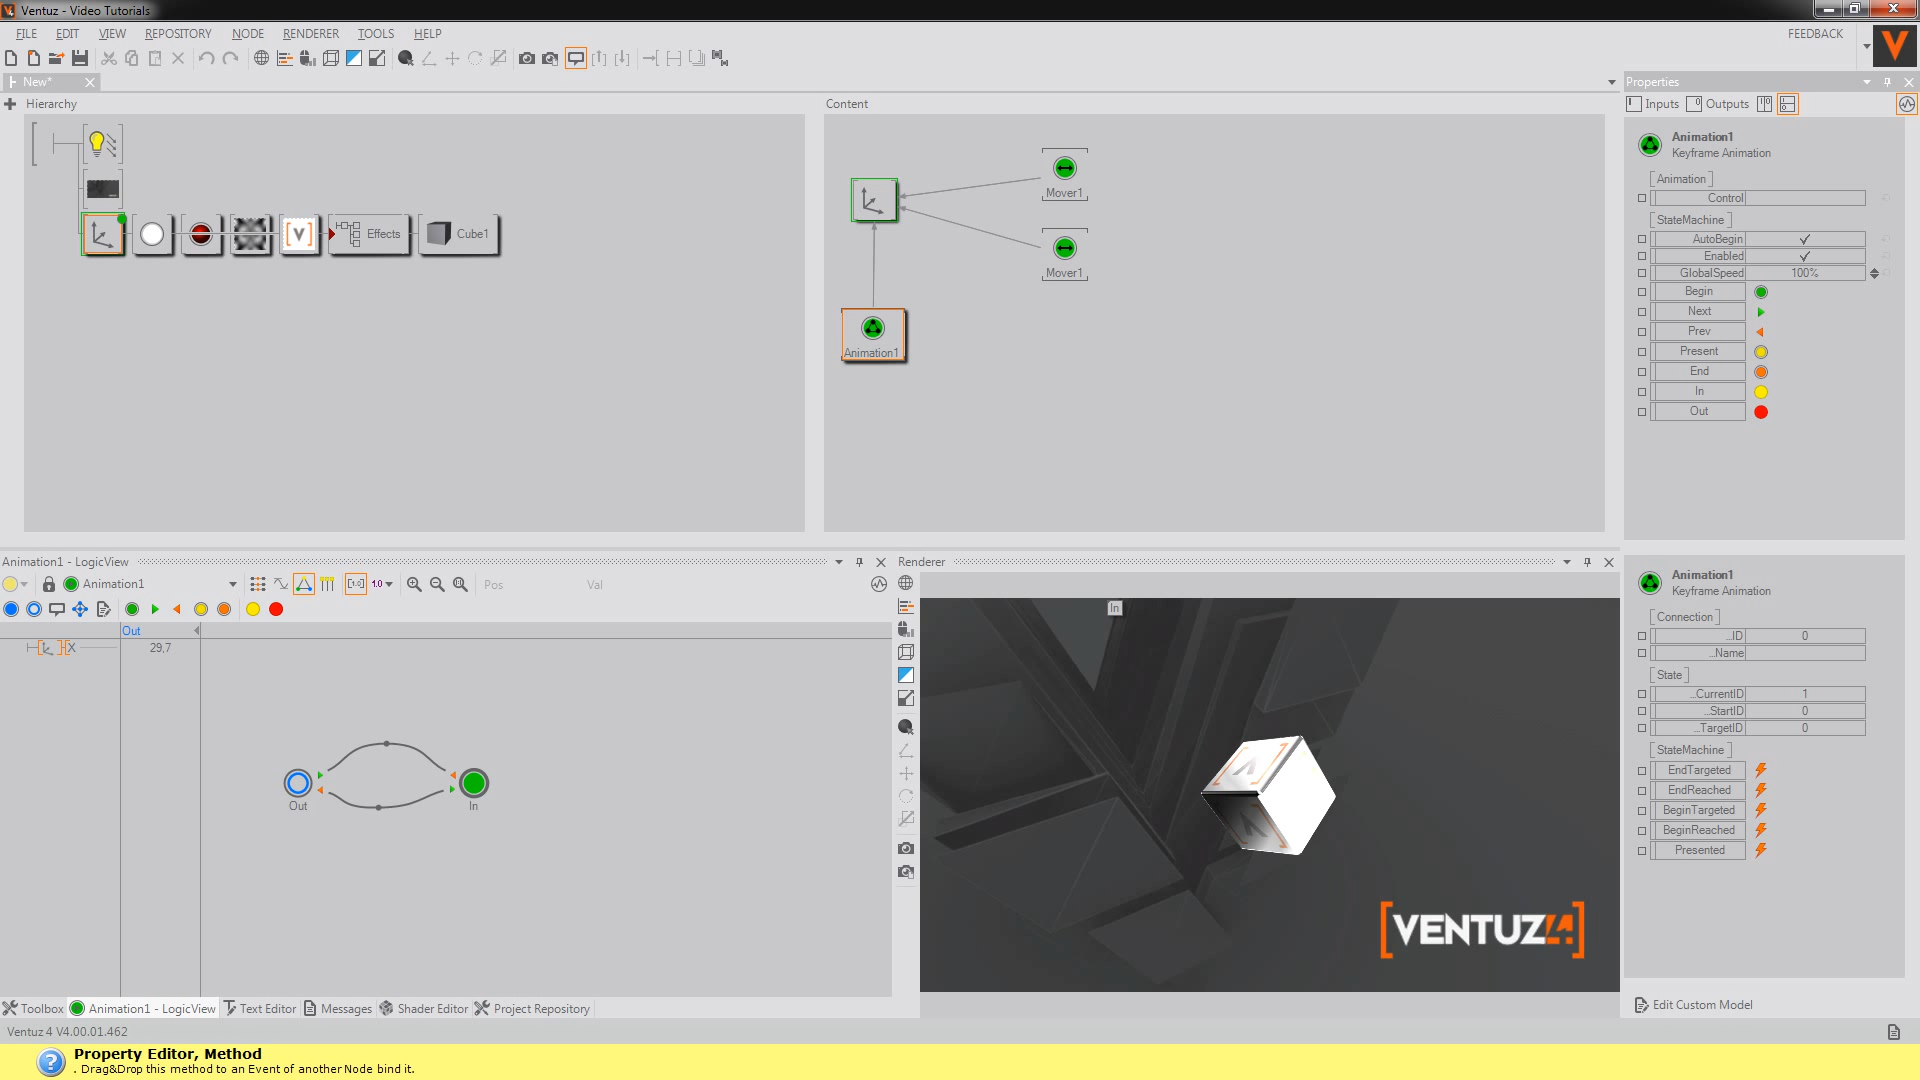 Ventuz - Video Tutorials
FILE EDIT VIEW REPOSITORY NODE RENDERER TOOLS HELP
FEEDBACK
New*
Properties
Hierarchy
Content
Inputs Outputs
Animation1
Keyframe Animation
Animation
Control
StateMachine
AutoBegin
Enabled
GlobalSpeed 100%
Begin
Next
Prev
Present
End
In
Out
Effects
Cube1
Mover1
Mover1
Animation1
Animation1 - LogicView
Renderer
Animation1
1.0
Pos
Val
Out
X
29,7
Out
In
In
[VENTUZ4]
Animation1
Keyframe Animation
Connection
..ID 0
..Name
State
..CurrentID 1
..StartID 0
..TargetID 0
StateMachine
EndTargeted
EndReached
BeginTargeted
BeginReached
Presented
Edit Custom Model
Toolbox
Animation1 - LogicView
Text Editor
Messages
Shader Editor
Project Repository
Ventuz 4 V4.00.01.462
Property Editor, Method
. Drag&Drop this method to an Event of another Node bind it.